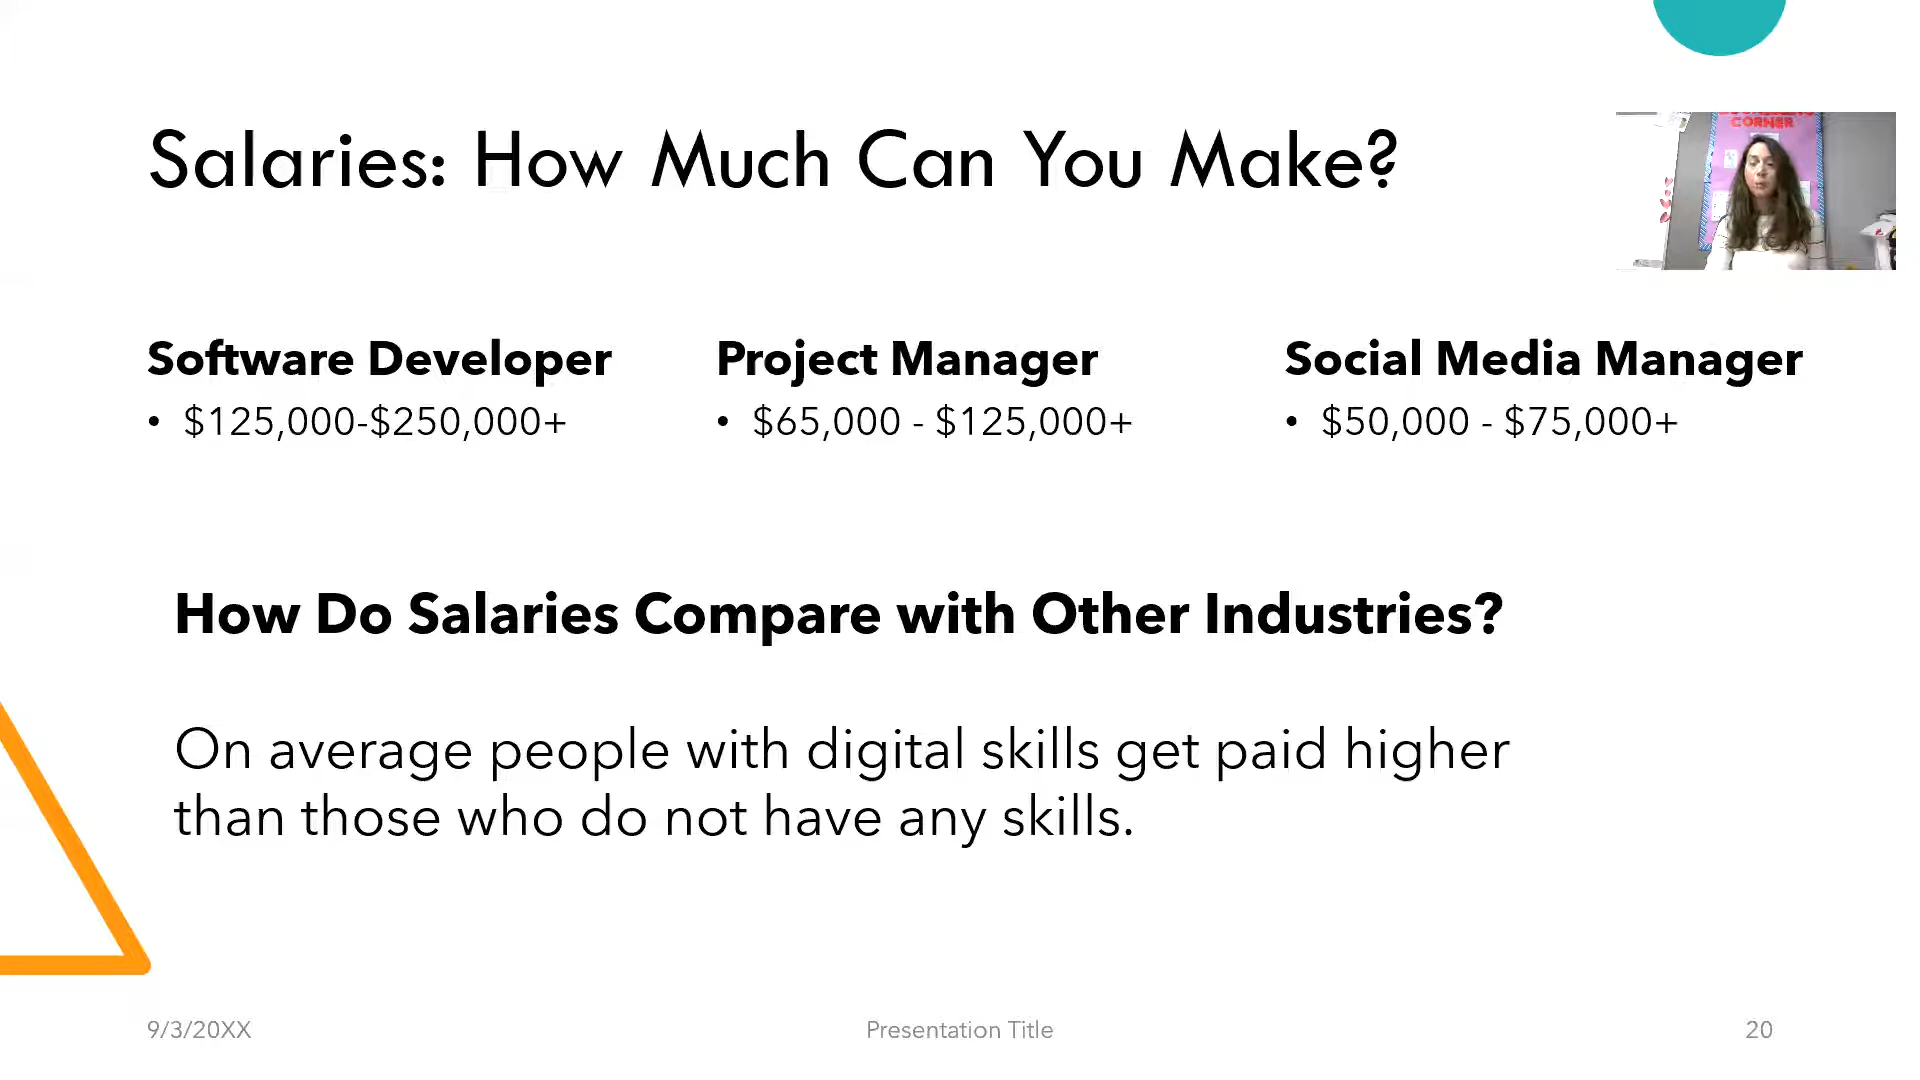 Salaries: How Much Can You Make?
CORNER
Software Developer
• $125,000-$250,000+
Project Manager
• $65,000 - $125,000+
Social Media Manager
• $50,000 - $75,000+
How Do Salaries Compare with Other Industries?
On average people with digital skills get paid higher
than those who do not have any skills.
9/3/20XX
Presentation Title
20